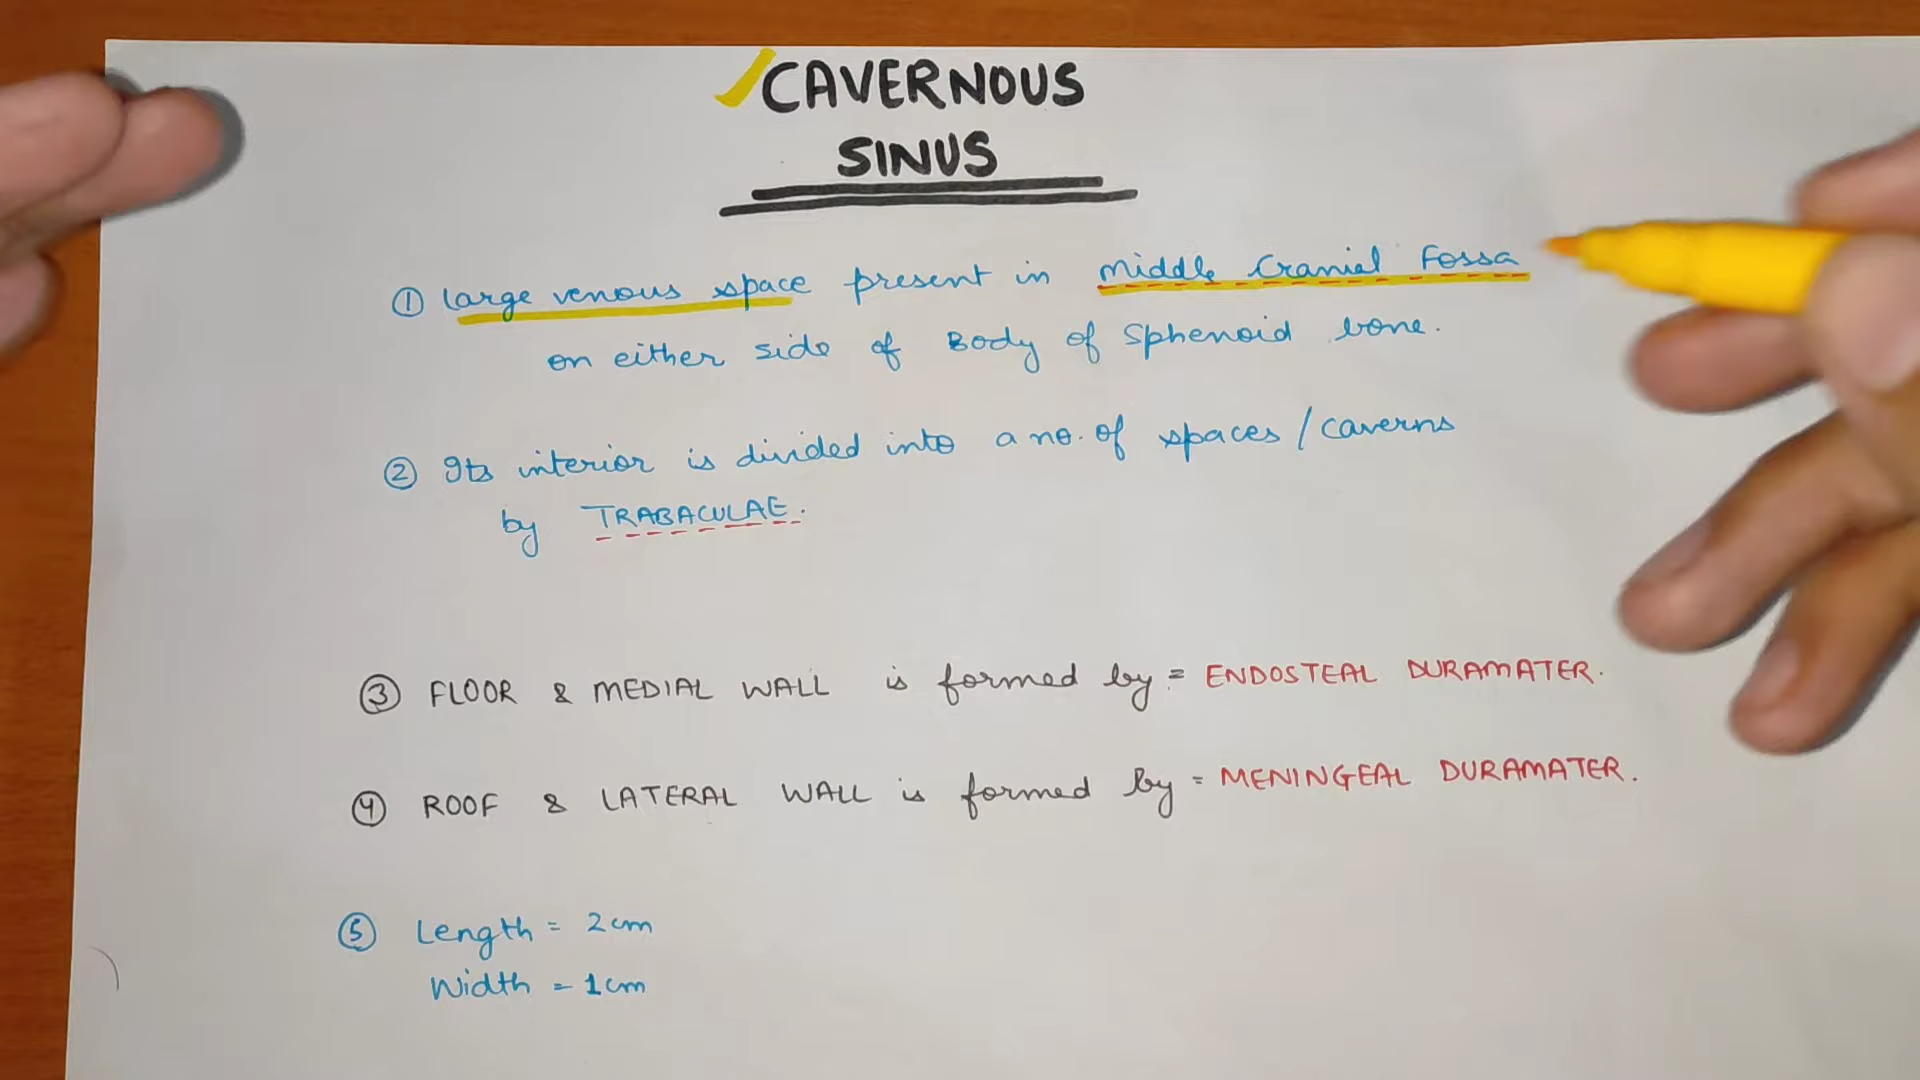 CAVERNOUS
SINUS
① Large venous space present in Middle Cranial Fossa
on either side of Body of Sphenoid bone.
② Its interior is divided into a no. of spaces / caverns
by TRABACULAE.
③ FLOOR & MEDIAL WALL is formed by = ENDOSTEAL DURAMATER.
④ ROOF & LATERAL WALL is formed by = MENINGEAL DURAMATER.
⑤ Length = 2cm
Width = 1cm